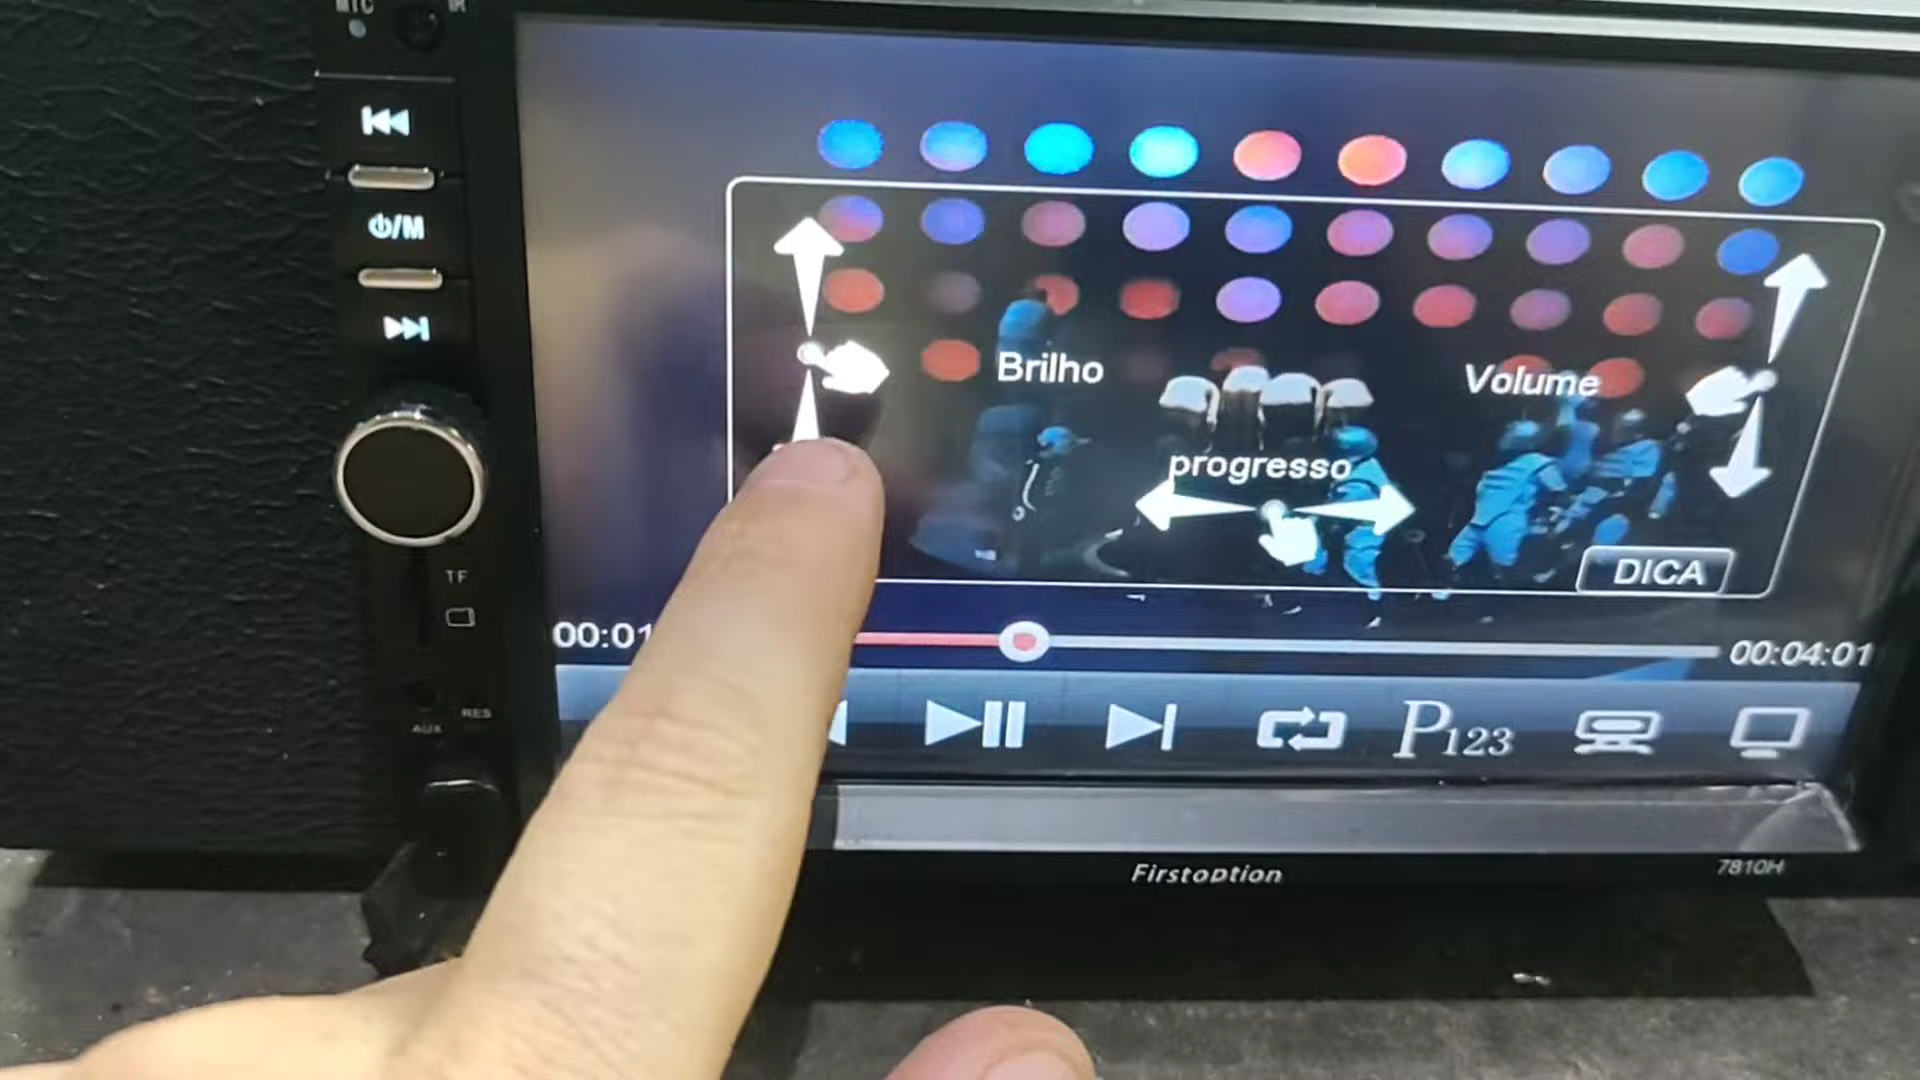 MIC
IR
⏻/M
Brilho
Volume
progresso
TF
DICA
00:01
00:04:01
RES
AUX
P123
Firstoption
7810H